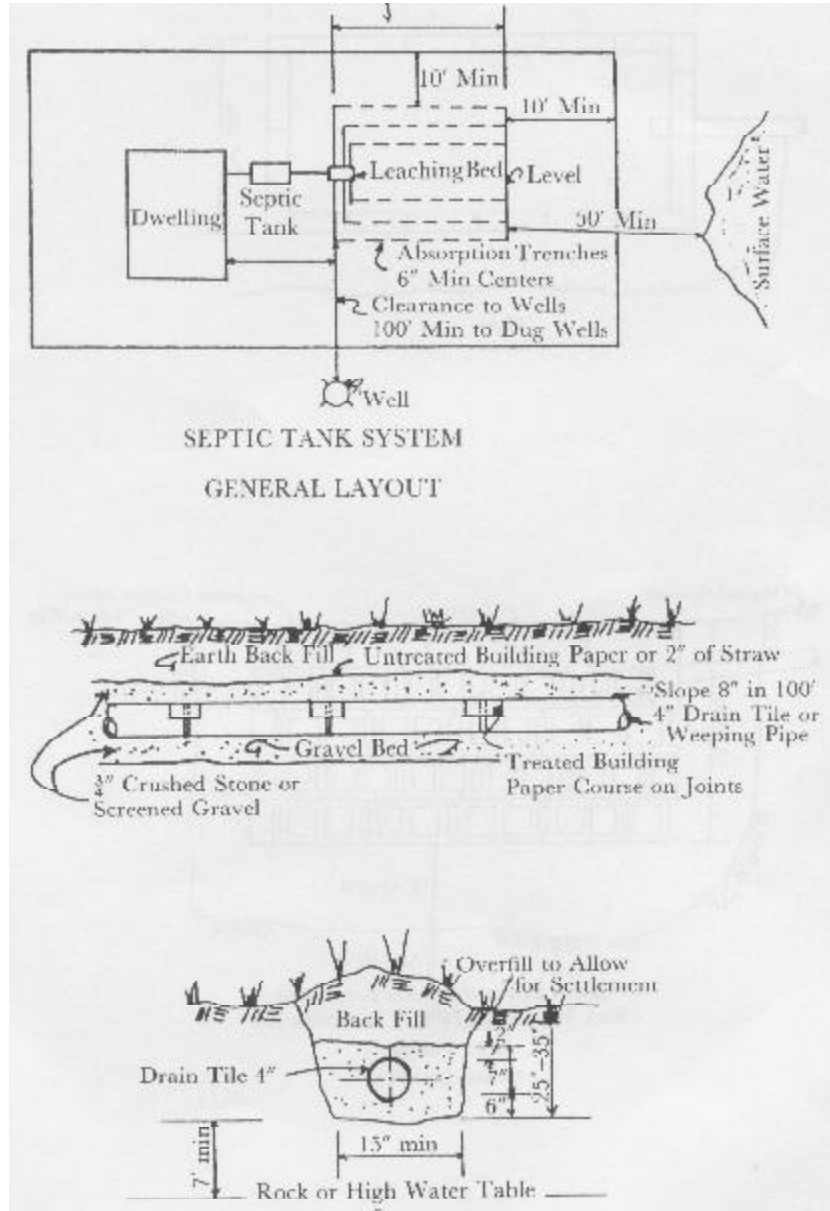 10′ Min
10′ Min
Leaching Bed
Level
Septic
Tank
Dwelling
50′ Min
Surface Water
Absorption Trenches
6″ Min Centers
Clearance to Wells
100′ Min to Dug Wells
Well
SEPTIC TANK SYSTEM
GENERAL LAYOUT
Earth Back Fill
Untreated Building Paper or 2″ of Straw
Slope 8″ in 100′
4″ Drain Tile or
Weeping Pipe
Gravel Bed
Treated Building
Paper Course on Joints
¾″ Crushed Stone or
Screened Gravel
Overfill to Allow
for Settlement
Back Fill
2″
Drain Tile 4″
7″
25″–35″
6″
15″ min
7′ min
Rock or High Water Table